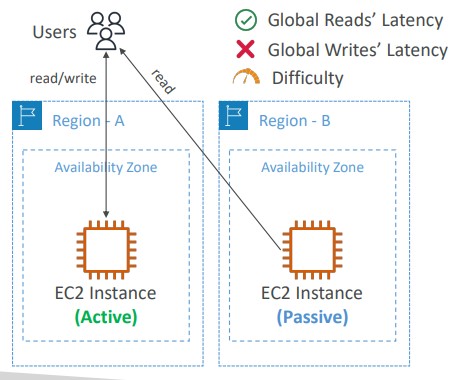 Users
Global Reads’ Latency
Global Writes’ Latency
Difficulty
read/write
read
Region - A
Availability Zone
EC2 Instance
(Active)
Region - B
Availability Zone
EC2 Instance
(Passive)